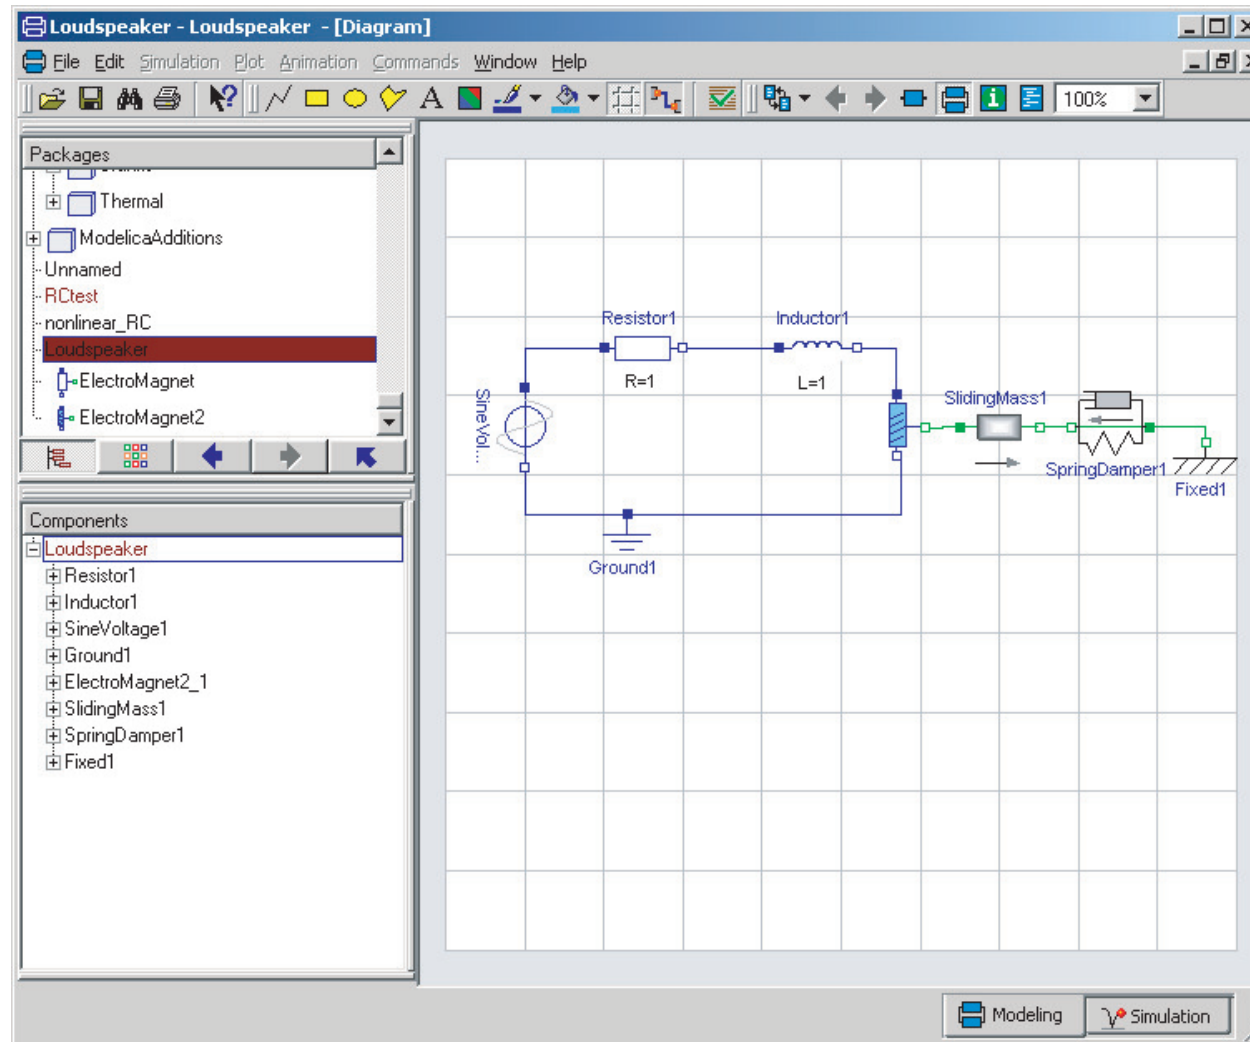 Loudspeaker - Loudspeaker - [Diagram]
File Edit Simulation Plot Animation Commands Window Help
A 100%
Packages
Thermal
ModelicaAdditions
Unnamed
RCtest
nonlinear_RC
Loudspeaker
ElectroMagnet
ElectroMagnet2
Components
Loudspeaker
Resistor1
Inductor1
SineVoltage1
Ground1
ElectroMagnet2_1
SlidingMass1
SpringDamper1
Fixed1
Resistor1
R=1
Inductor1
L=1
SineVol...
Ground1
SlidingMass1
SpringDamper1
Fixed1
Modeling
Simulation